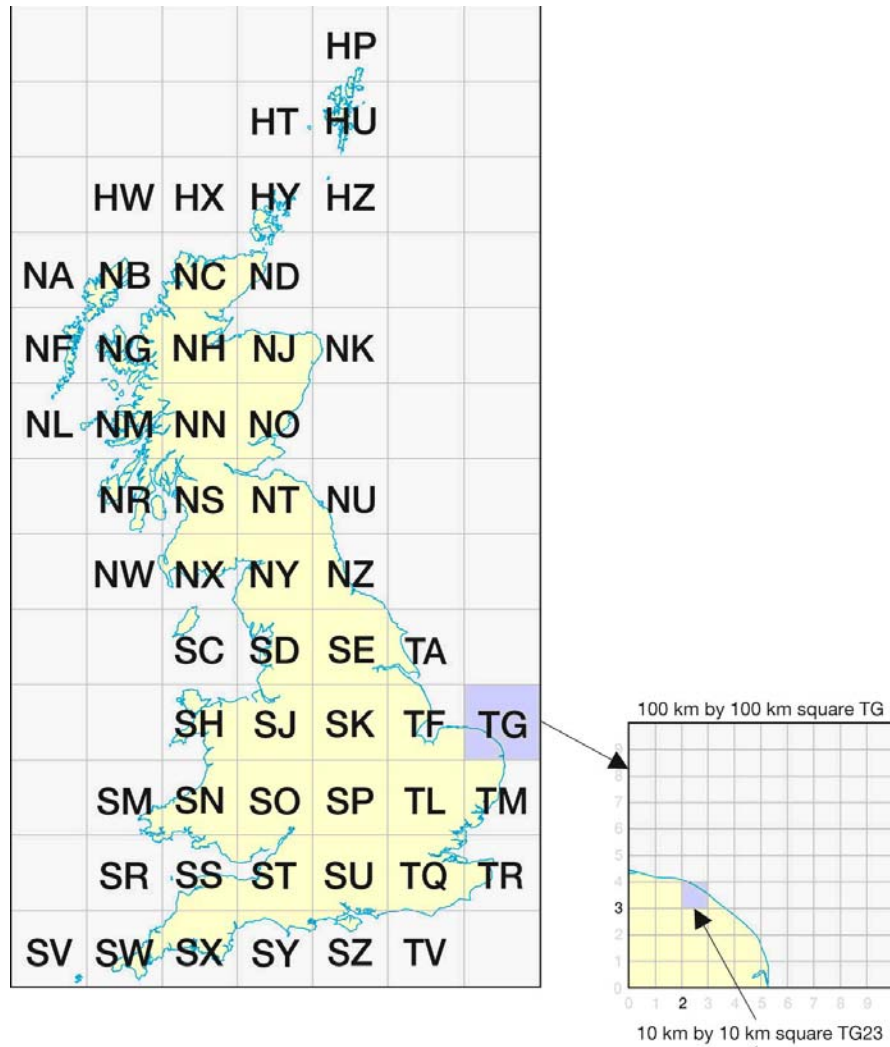 HP
HT HU
HW HX HY HZ
NA NB NC ND
NF NG NH NJ NK
NL NM NN NO
NR NS NT NU
NW NX NY NZ
SC SD SE TA
SH SJ SK TF TG
SM SN SO SP TL TM
SR SS ST SU TQ TR
SV SW SX SY SZ TV
100 km by 100 km square TG
9
8
7
6
5
4
3
2
1
0
0 1 2 3 4 5 6 7 8 9
10 km by 10 km square TG23